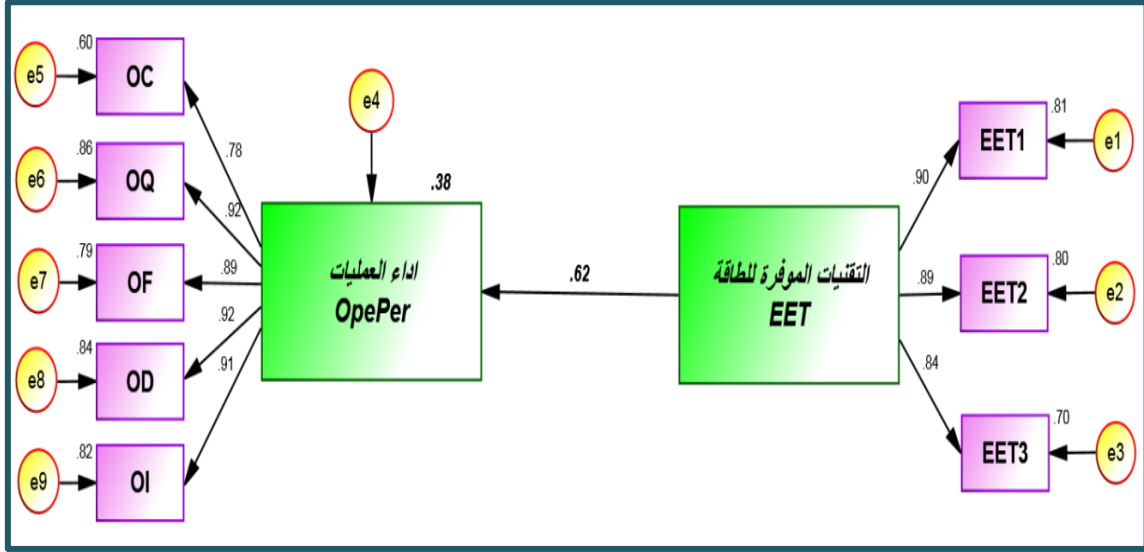 .60
e5
OC
e4
.81
EET1
e1
.78
.86
e6
OQ
.90
.92
.38
.79
e7
OF
.89
اداء العمليات
OpePer
.62
التقنيات الموفرة للطاقة
EET
.89
EET2
.80
e2
.92
.84
e8
OD
.91
.84
.82
e9
OI
.70
EET3
e3